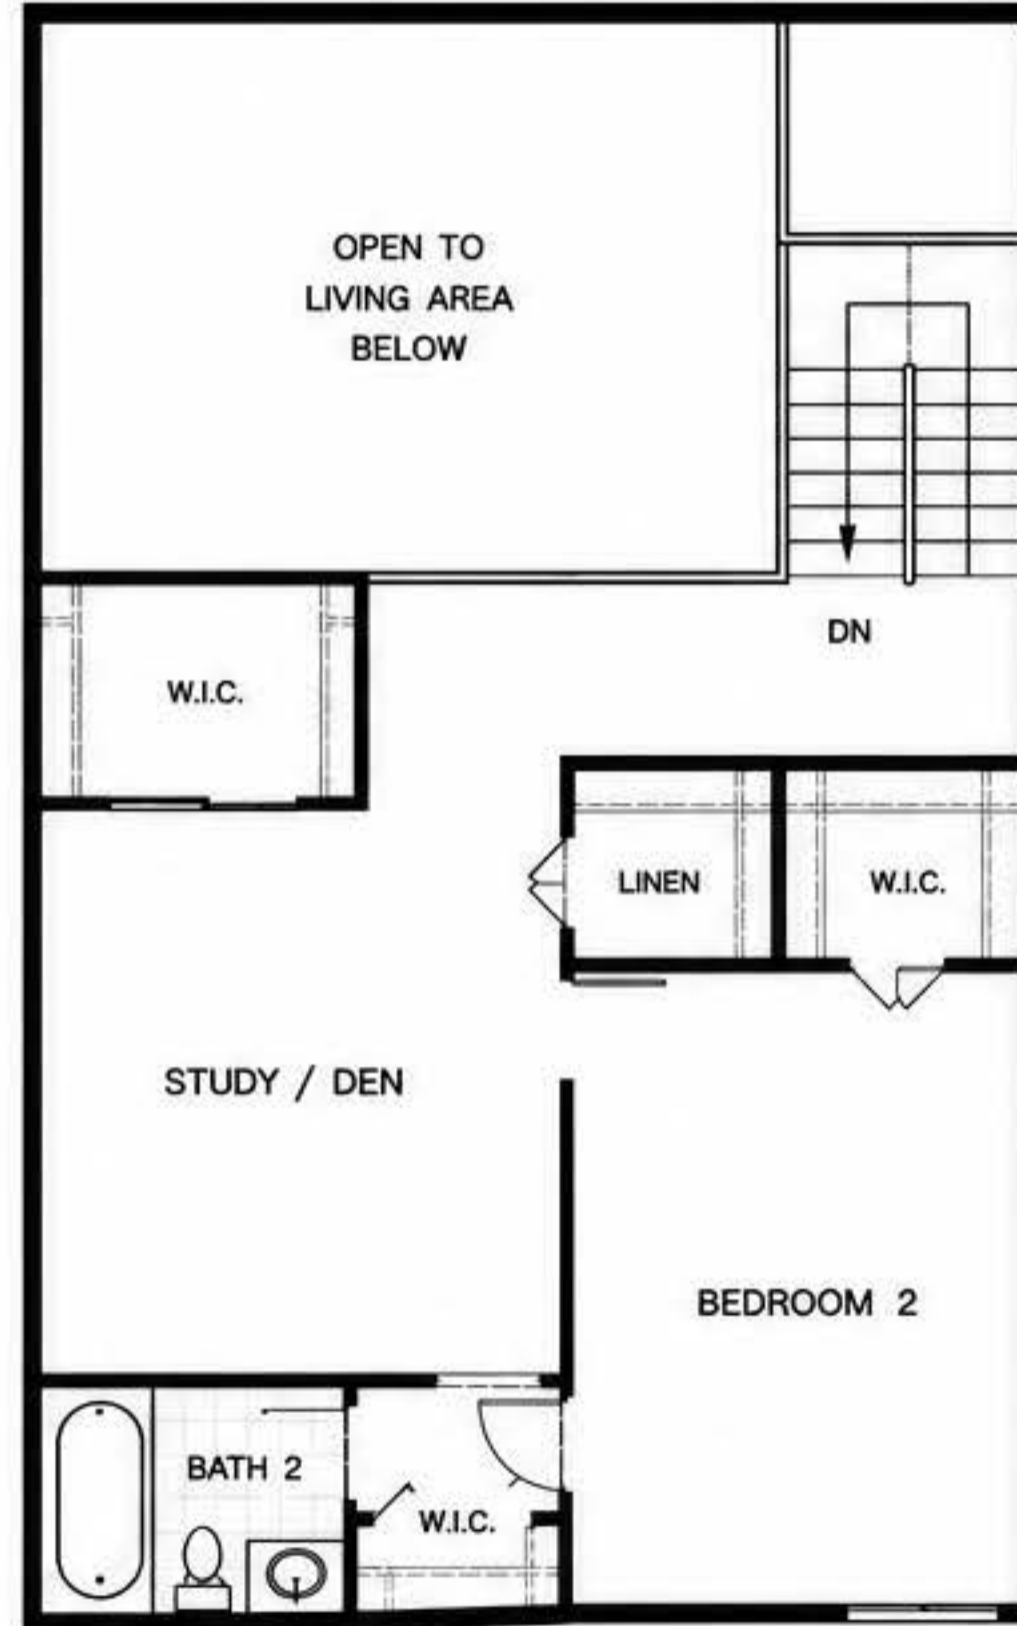 OPEN TO
LIVING AREA
BELOW
DN
W.I.C.
LINEN
W.I.C.
STUDY / DEN
BEDROOM 2
BATH 2
W.I.C.